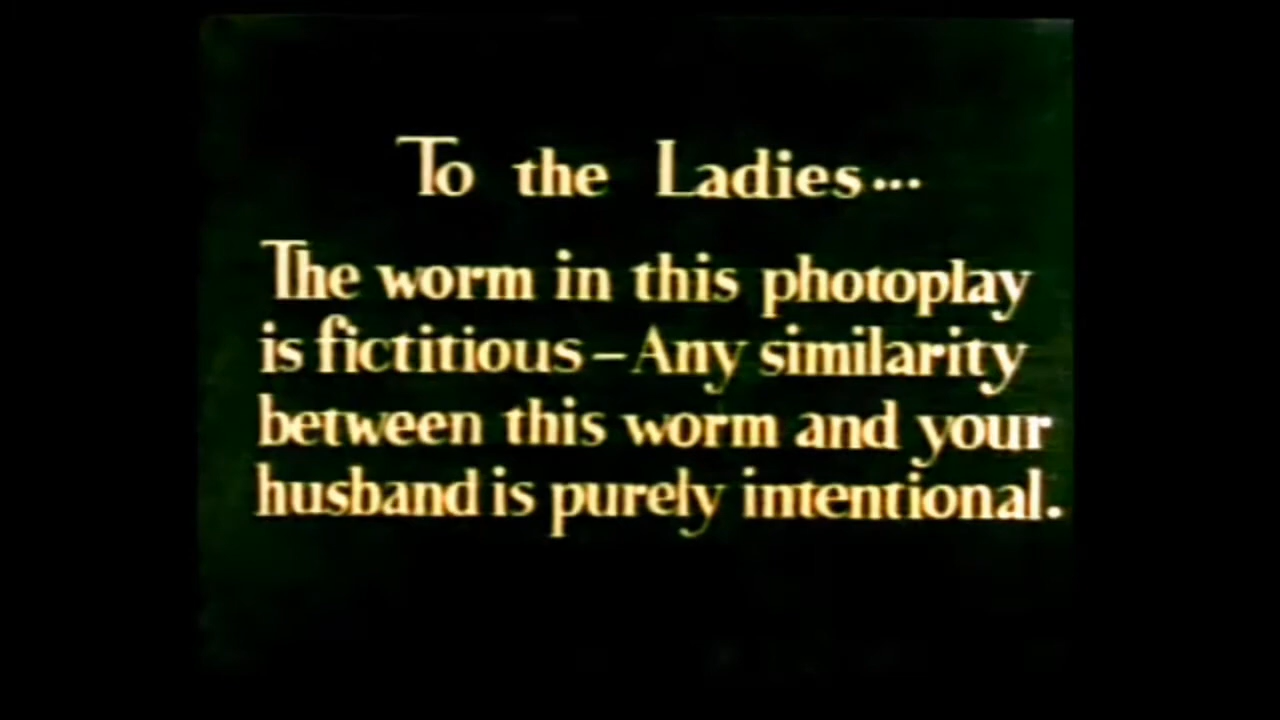 To the Ladies...
The worm in this photoplay
is fictitious – Any similarity
between this worm and your
husband is purely intentional.